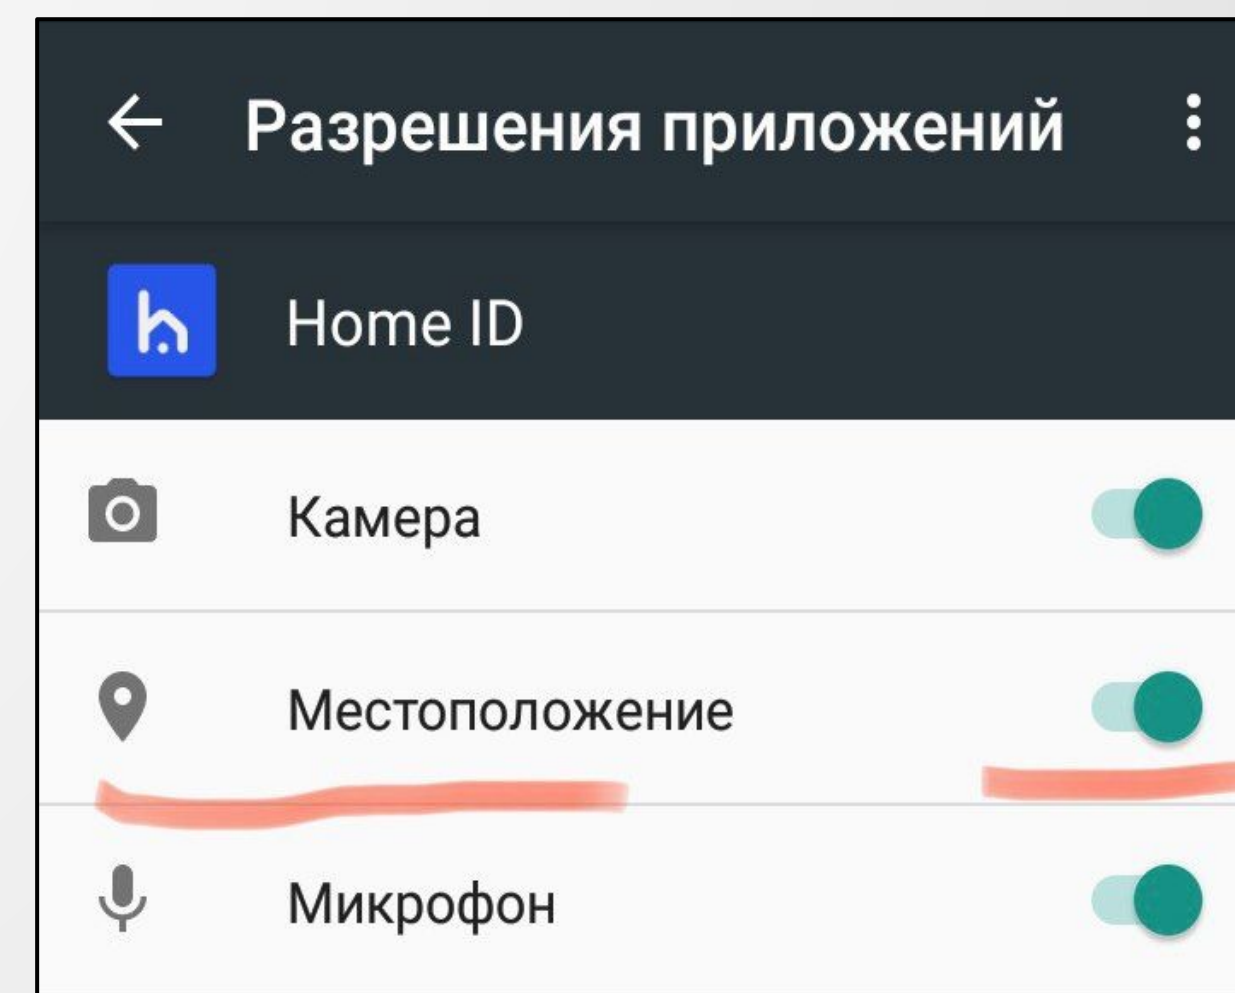 Разрешения приложений
Home ID
Камера
Местоположение
Микрофон